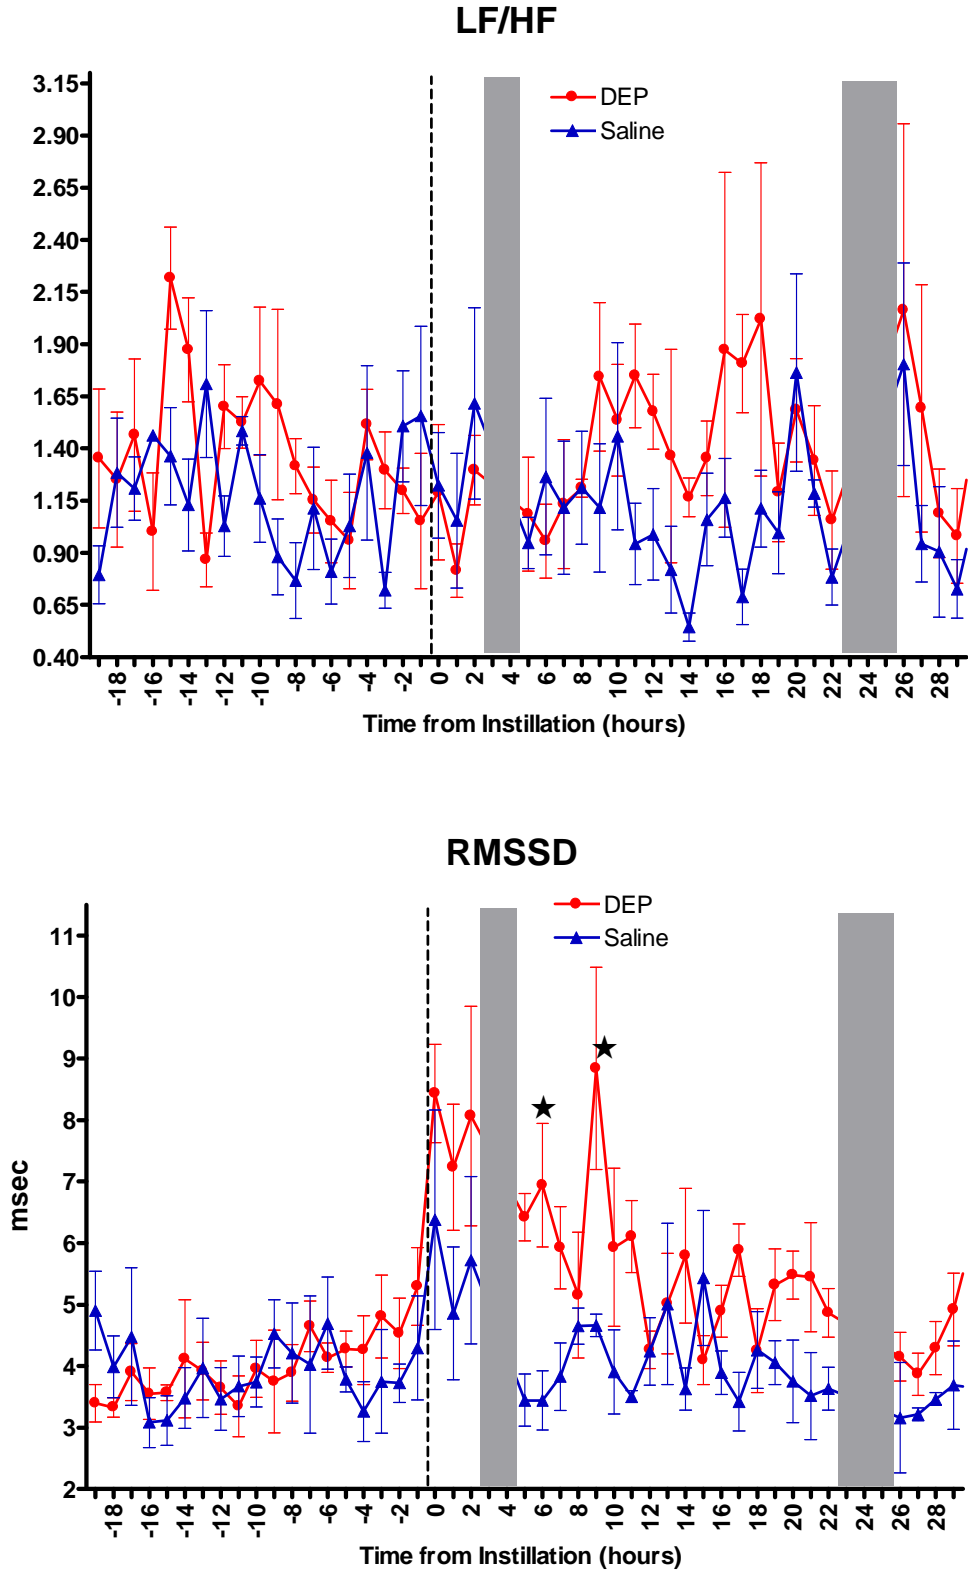 LF/HF
DEP
Saline
3.15
2.90
2.65
2.40
2.15
1.90
1.65
1.40
1.15
0.90
0.65
0.40
-18 -16 -14 -12 -10 -8 -6 -4 -2 0 2 4 6 8 10 12 14 16 18 20 22 24 26 28
Time from Instillation (hours)
RMSSD
DEP
Saline
msec
11
10
9
8
7
6
5
4
3
2
-18 -16 -14 -12 -10 -8 -6 -4 -2 0 2 4 6 8 10 12 14 16 18 20 22 24 26 28
Time from Instillation (hours)